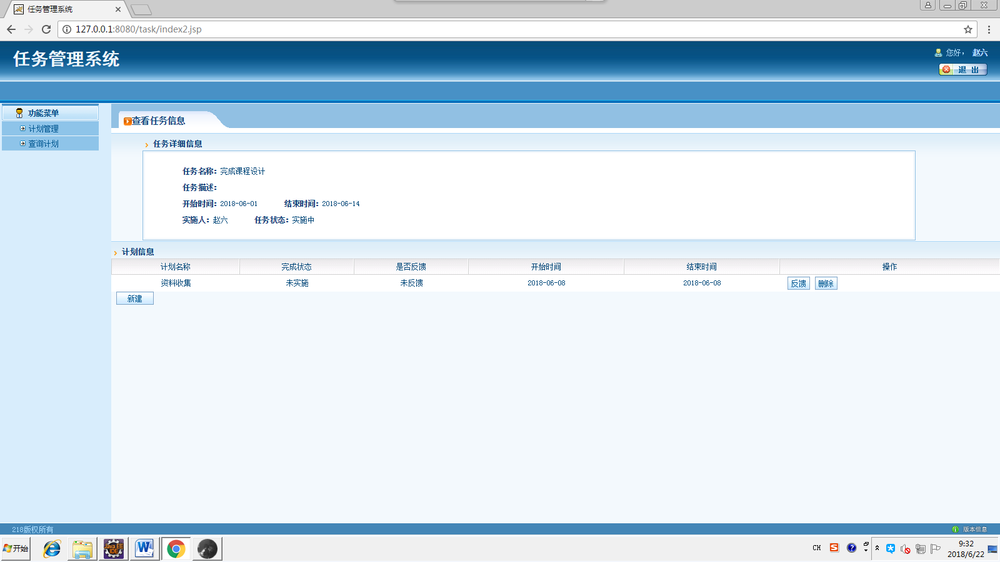 任务管理系统
127.0.0.1:8080/task/index2.jsp
任务管理系统
您好， 赵六
退 出
功能菜单
计划管理
查询计划
查看任务信息
任务详细信息
任务名称：完成课程设计
任务描述：
开始时间：2018-06-01 结束时间：2018-06-14
实施人：赵六 任务状态：实施中
计划信息
计划名称 完成状态 是否反馈 开始时间 结束时间 操作
资料收集 未实施 未反馈 2018-06-08 2018-06-08 反馈 删除
新建
218版权所有
版本信息
开始
Java EE
IDE
W
CH
S
9:32
2018/6/22